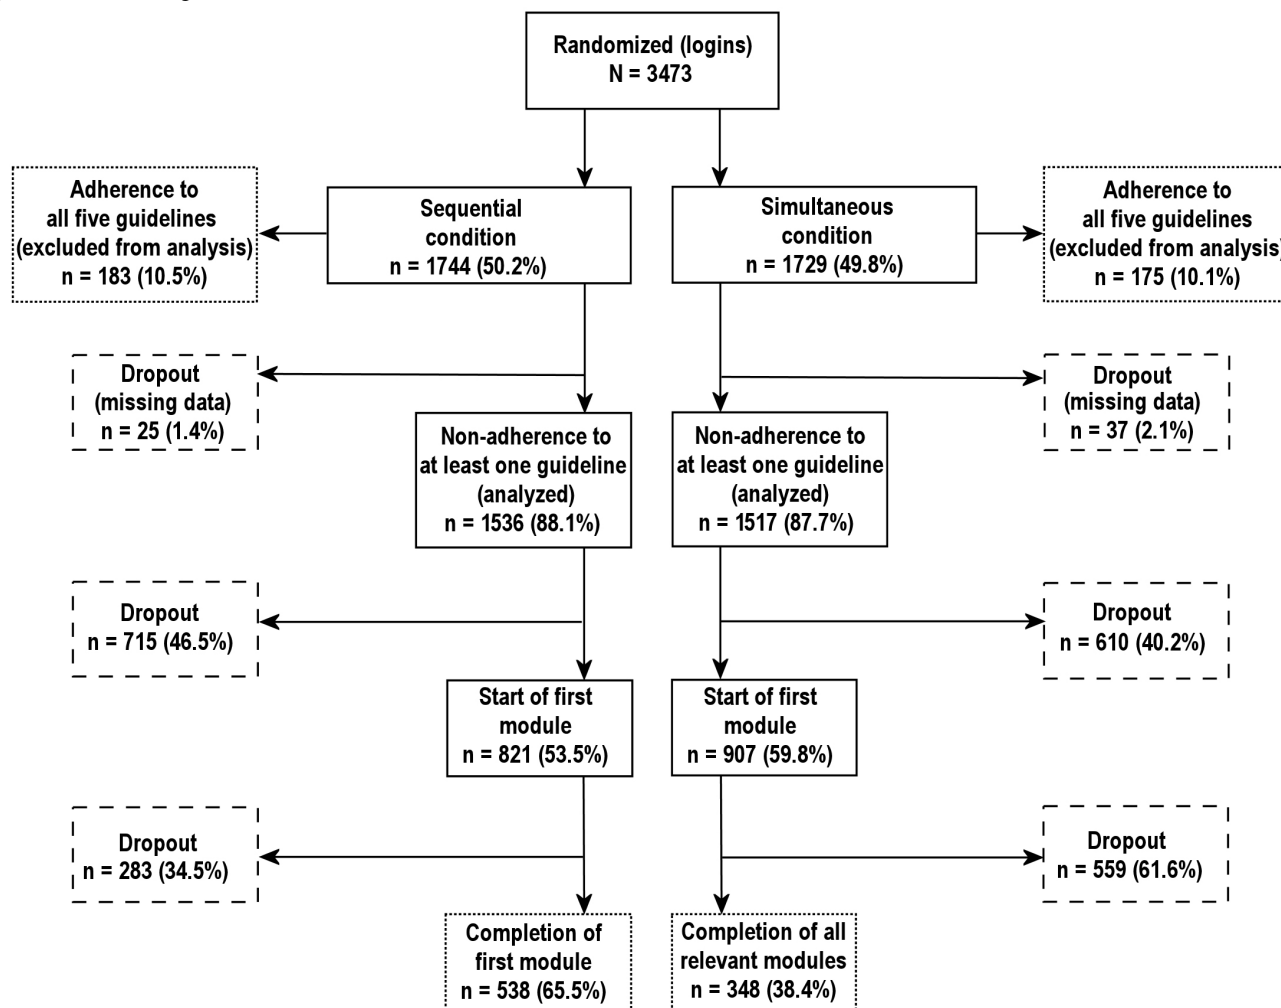 Randomized (logins)
N = 3473
Adherence to
all five guidelines
(excluded from analysis)
n = 183 (10.5%)
Sequential
condition
n = 1744 (50.2%)
Simultaneous
condition
n = 1729 (49.8%)
Adherence to
all five guidelines
(excluded from analysis)
n = 175 (10.1%)
Dropout
(missing data)
n = 25 (1.4%)
Dropout
(missing data)
n = 37 (2.1%)
Non-adherence to
at least one guideline
(analyzed)
n = 1536 (88.1%)
Non-adherence to
at least one guideline
(analyzed)
n = 1517 (87.7%)
Dropout
n = 715 (46.5%)
Dropout
n = 610 (40.2%)
Start of first
module
n = 821 (53.5%)
Start of first
module
n = 907 (59.8%)
Dropout
n = 283 (34.5%)
Dropout
n = 559 (61.6%)
Completion of
first module
n = 538 (65.5%)
Completion of all
relevant modules
n = 348 (38.4%)